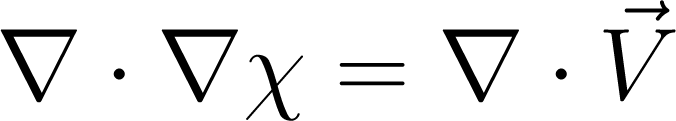 ∇ · ∇χ = ∇ · V⃗